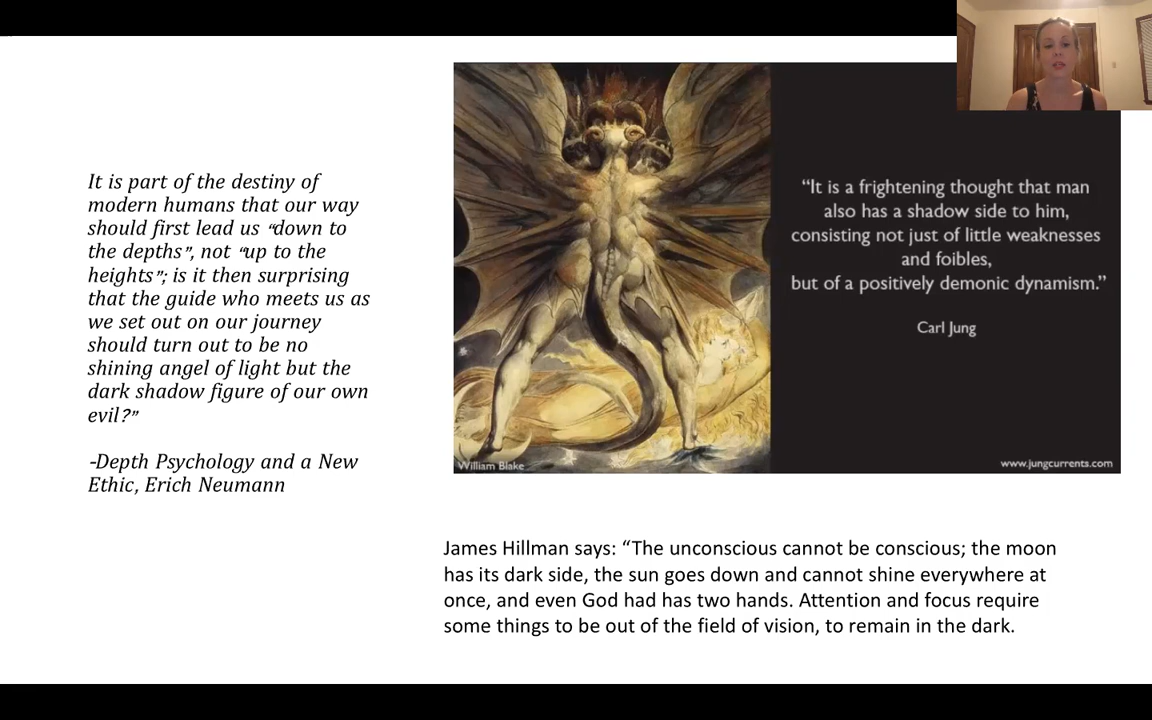 It is part of the destiny of
modern humans that our way
should first lead us “down to
the depths”, not “up to the
heights”; is it then surprising
that the guide who meets us as
we set out on our journey
should turn out to be no
shining angel of light but the
dark shadow figure of our own
evil?”
-Depth Psychology and a New
Ethic, Erich Neumann
William Blake
“It is a frightening thought that man
also has a shadow side to him,
consisting not just of little weaknesses
and foibles,
but of a positively demonic dynamism.”
Carl Jung
www.jungcurrents.com
James Hillman says: “The unconscious cannot be conscious; the moon
has its dark side, the sun goes down and cannot shine everywhere at
once, and even God had has two hands. Attention and focus require
some things to be out of the field of vision, to remain in the dark.